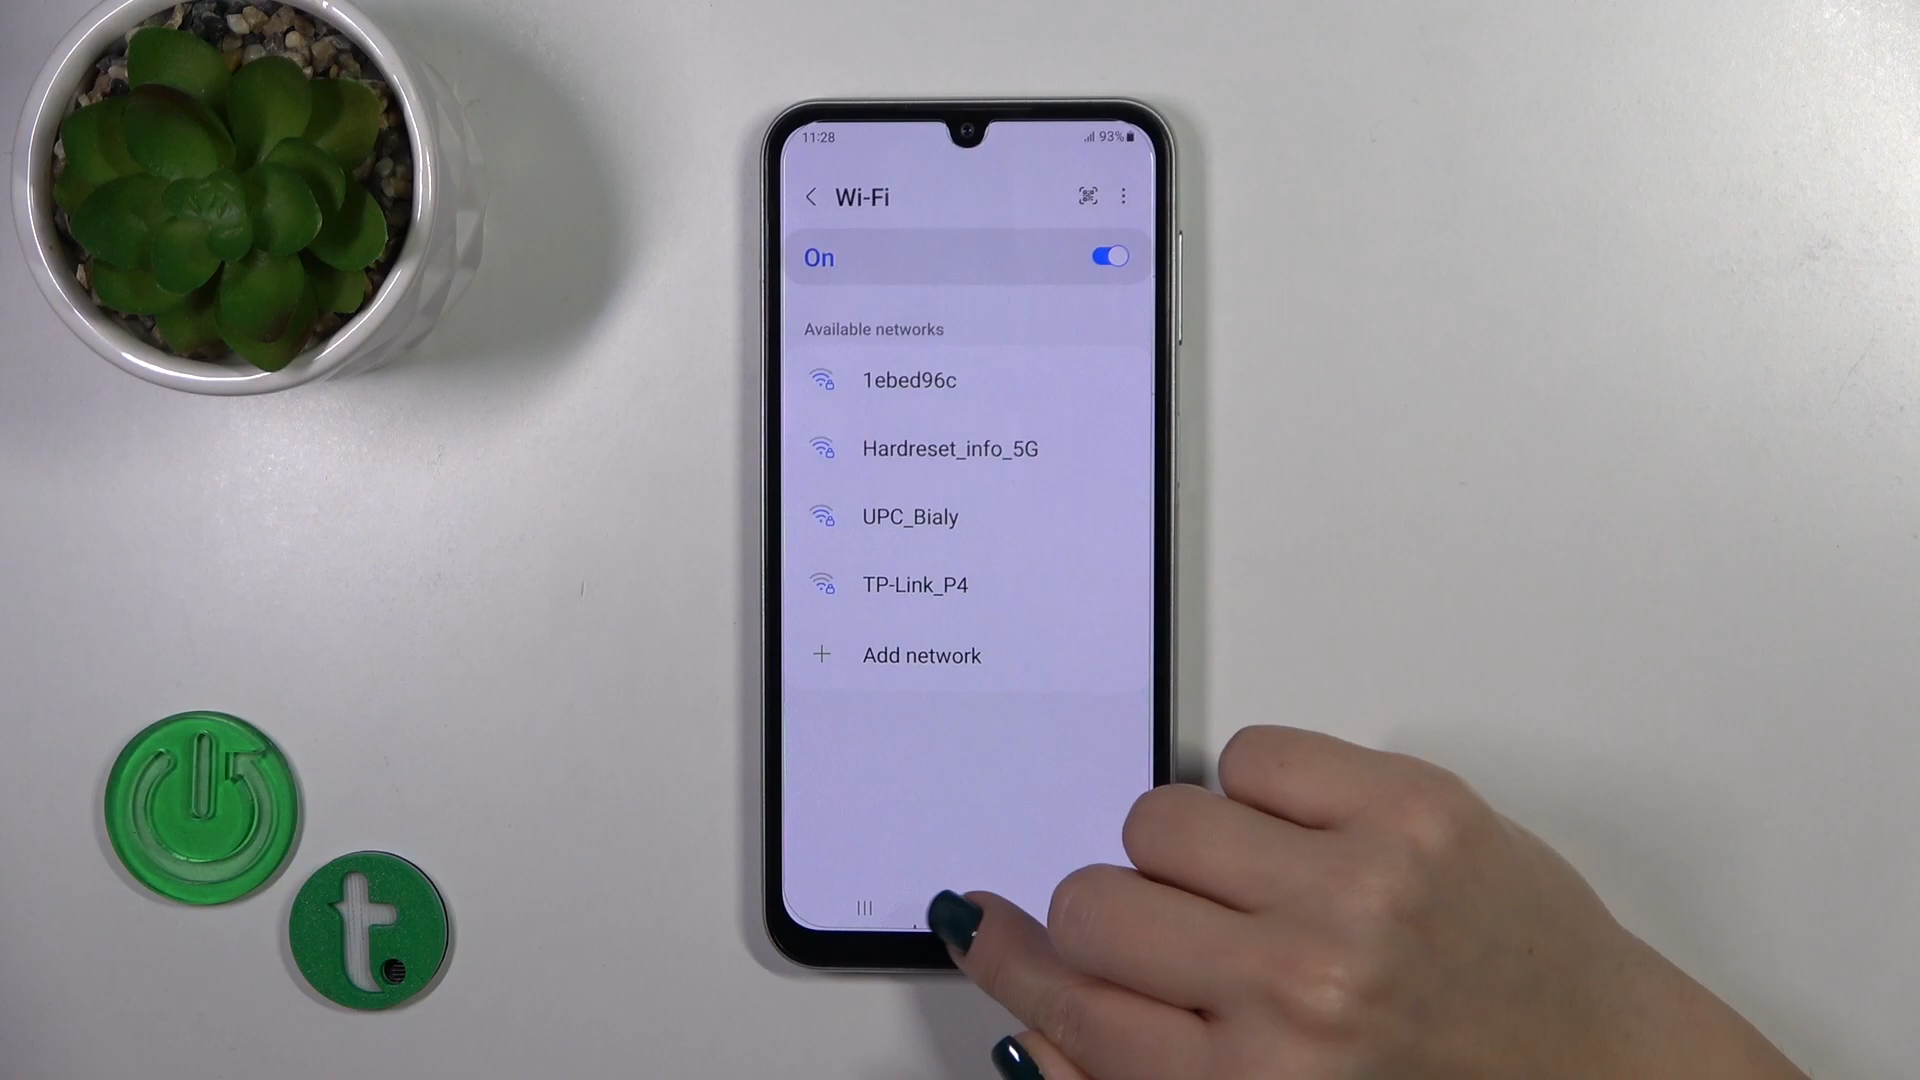 11:28 93%
Wi-Fi
On
Available networks
1ebed96c
Hardreset_info_5G
UPC_Bialy
TP-Link_P4
Add network
t.